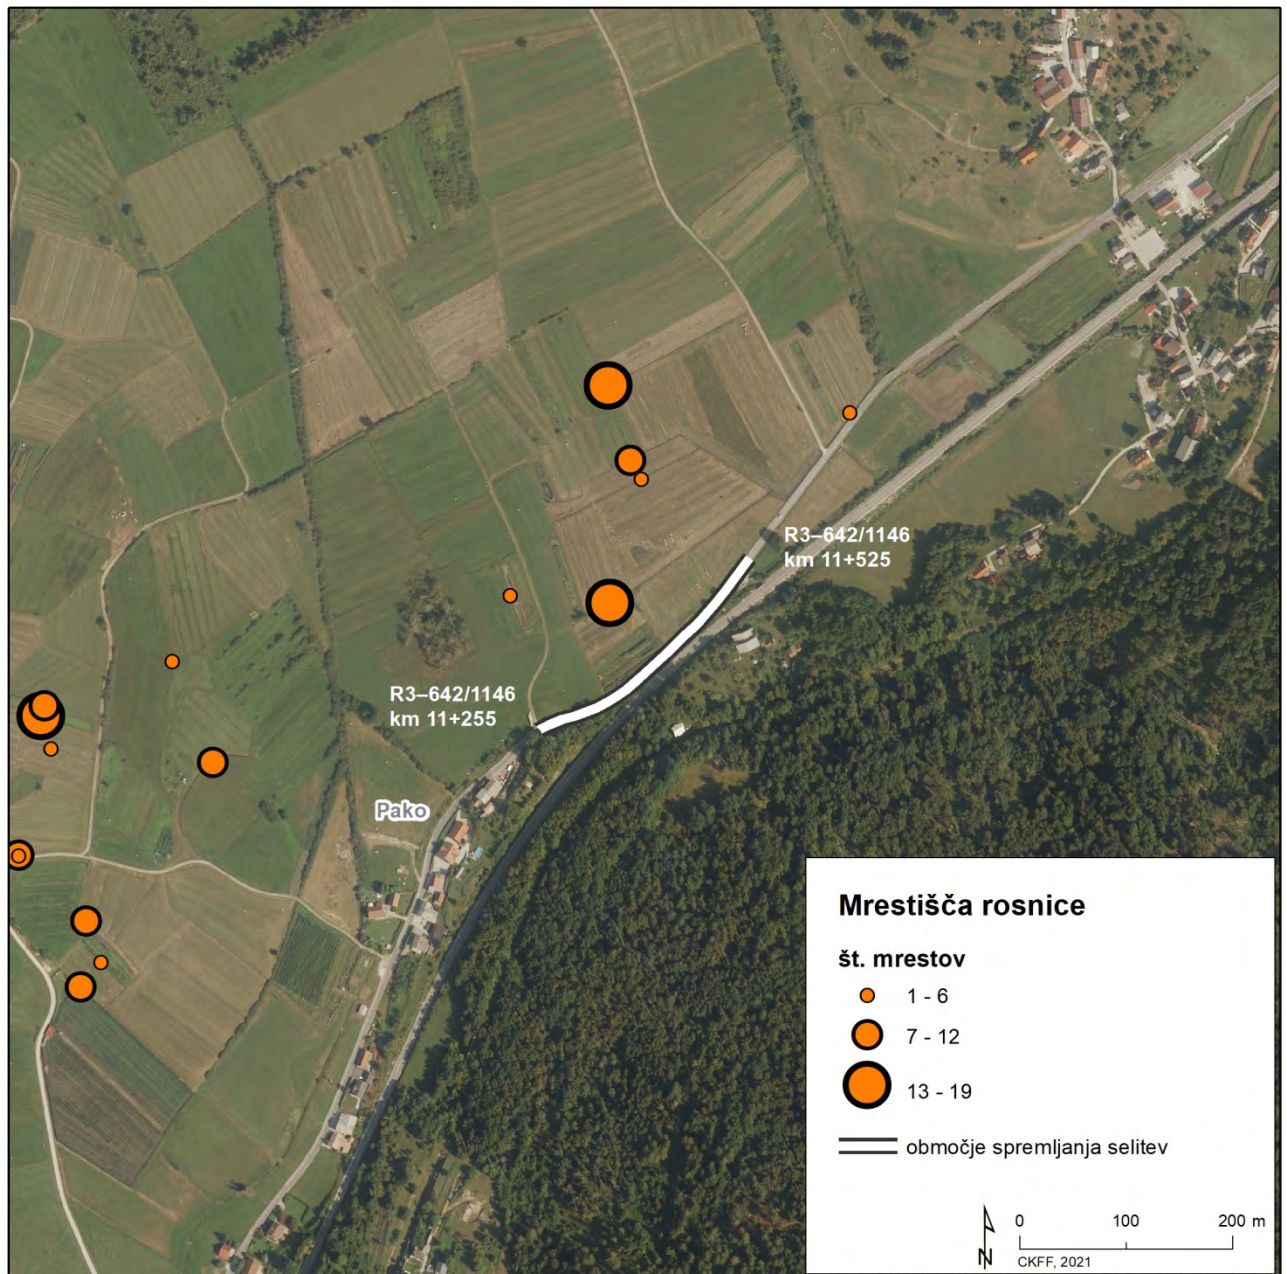 R3–642/1146
km 11+525
R3–642/1146
km 11+255
Pako
Mrestišča rosnice
št. mrestov
1 - 6
7 - 12
13 - 19
območje spremljanja selitev
N
0 100 200 m
CKFF, 2021